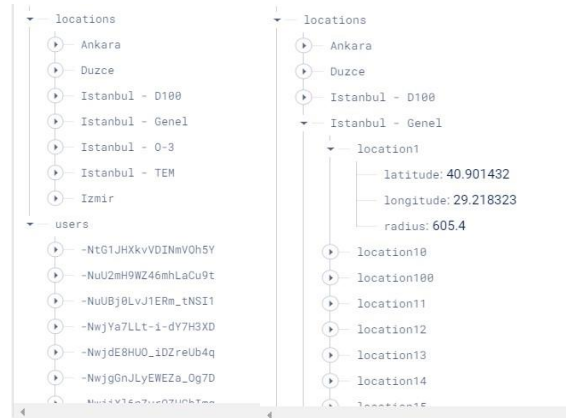 locations
Ankara
Duzce
Istanbul - D100
Istanbul - Genel
Istanbul - O-3
Istanbul - TEM
Izmir
users
-NtG1JHXkvVDINmVOh5Y
-NuU2mH9WZ46mhLaCu9t
-NuUBj0LvJ1ERm_tNSI1
-NwjYa7LLt-i-dY7H3XD
-NwjdE8HUO_iDZreUb4q
-NwjgGnJLyEWEZa_Og7D
locations
Ankara
Duzce
Istanbul - D100
Istanbul - Genel
location1
latitude: 40.901432
longitude: 29.218323
radius: 605.4
location10
location100
location11
location12
location13
location14
location15